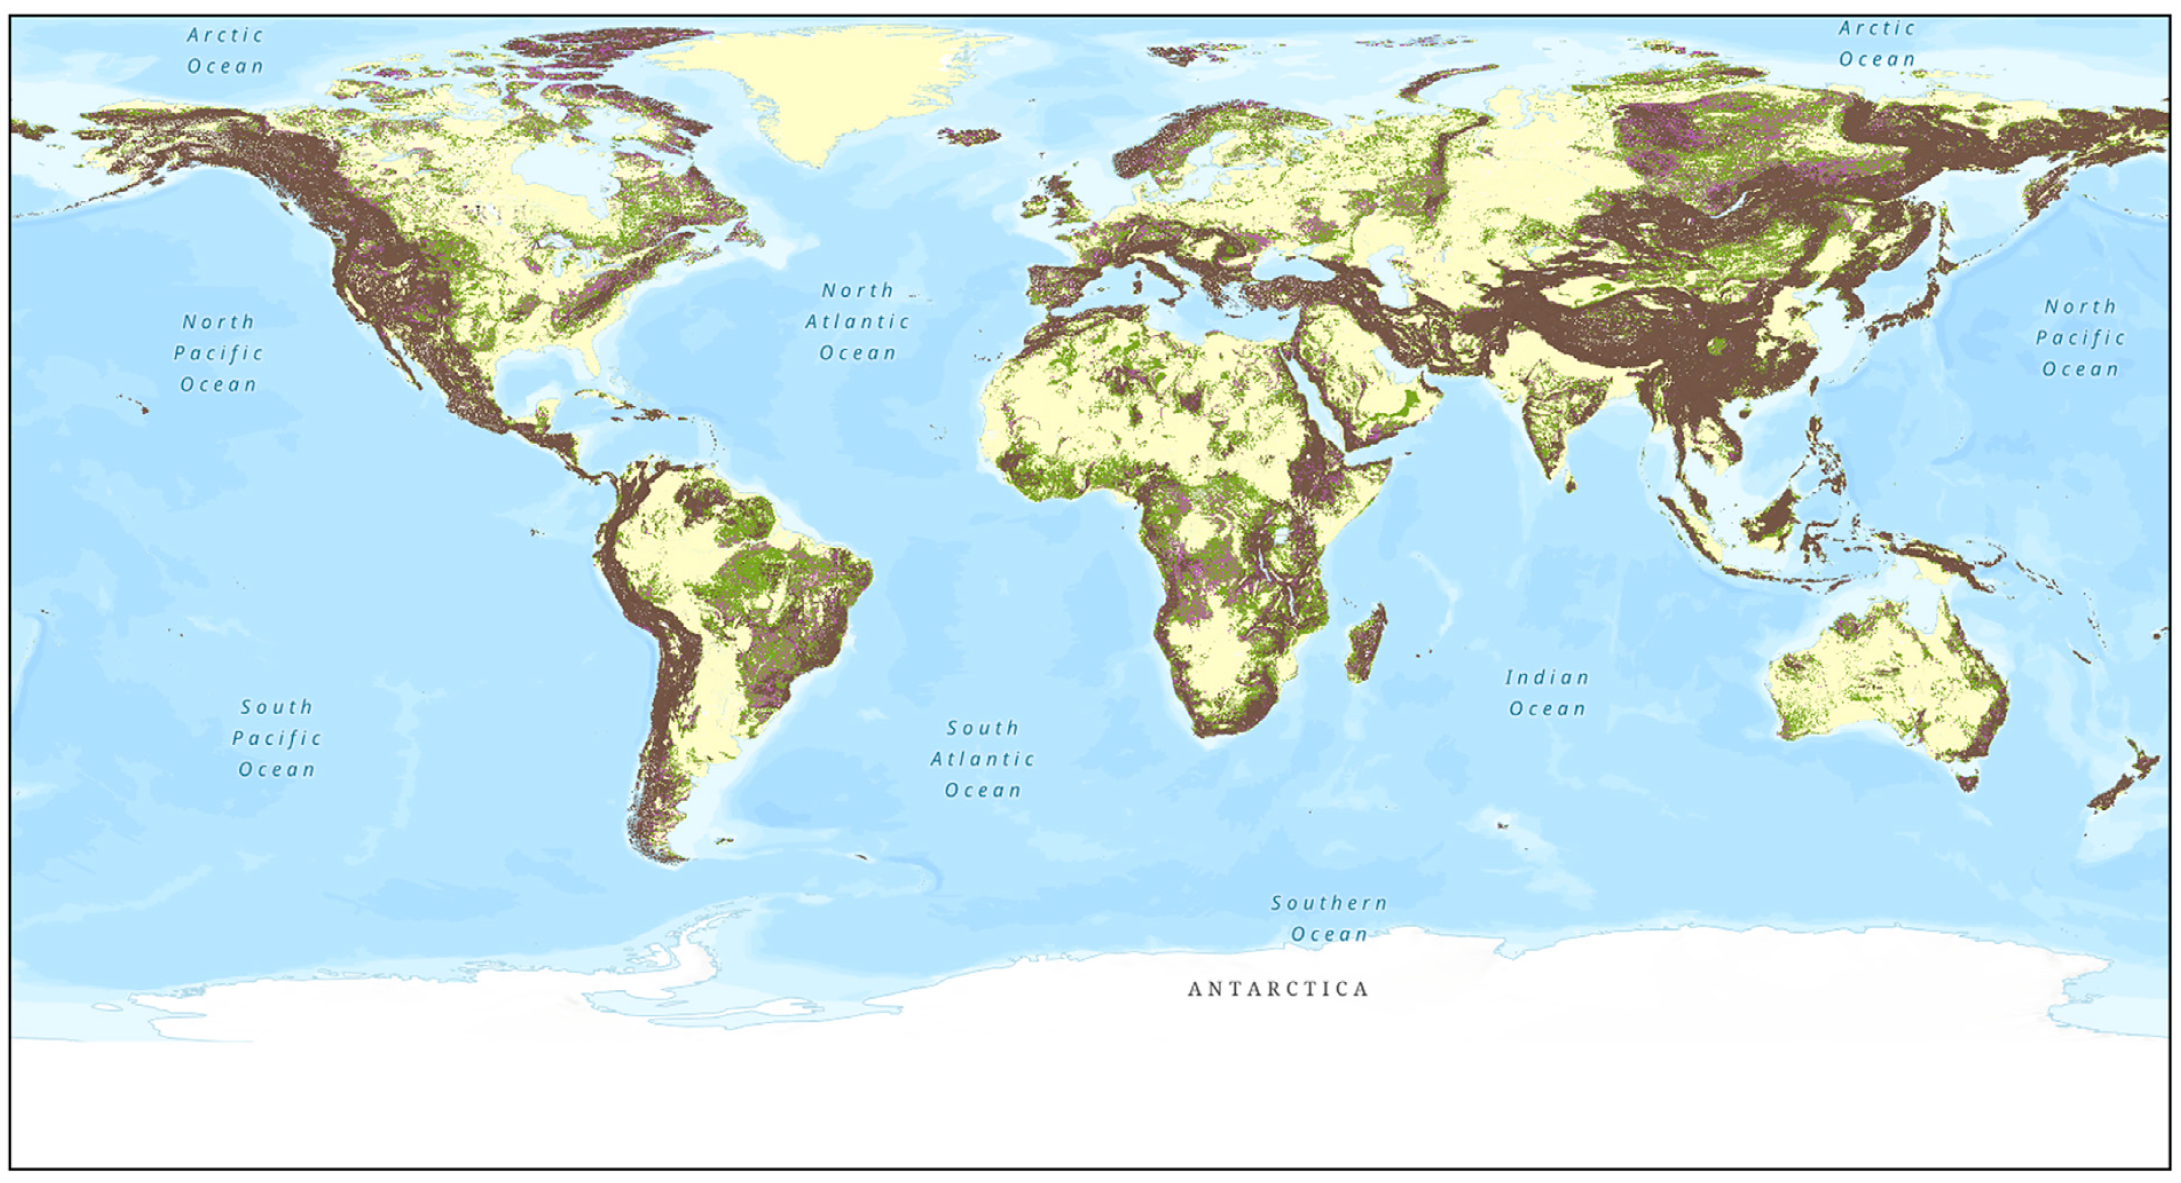 Arctic
Ocean
Arctic
Ocean
North
Atlantic
Ocean
North
Pacific
Ocean
North
Pacific
Ocean
South
Pacific
Ocean
South
Atlantic
Ocean
Indian
Ocean
Southern
Ocean
ANTARCTICA